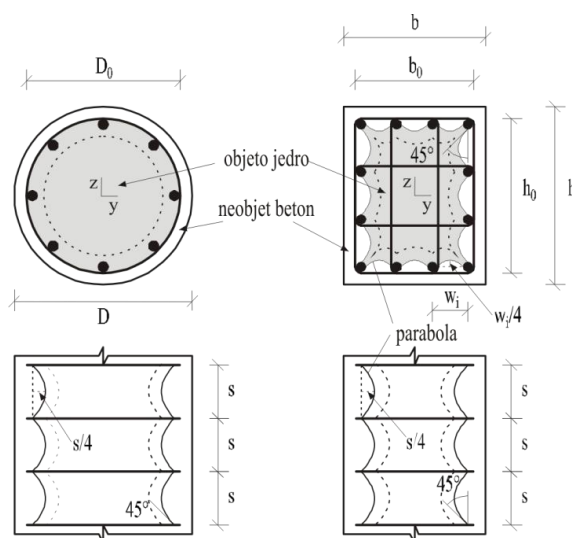 b
D₀
b₀
45°
objeto jedro
z
y
z
y
h₀
neobjet beton
D
wᵢ
wᵢ/4
parabola
s
s/4
s
s
45°
s
s/4
s
45°
s